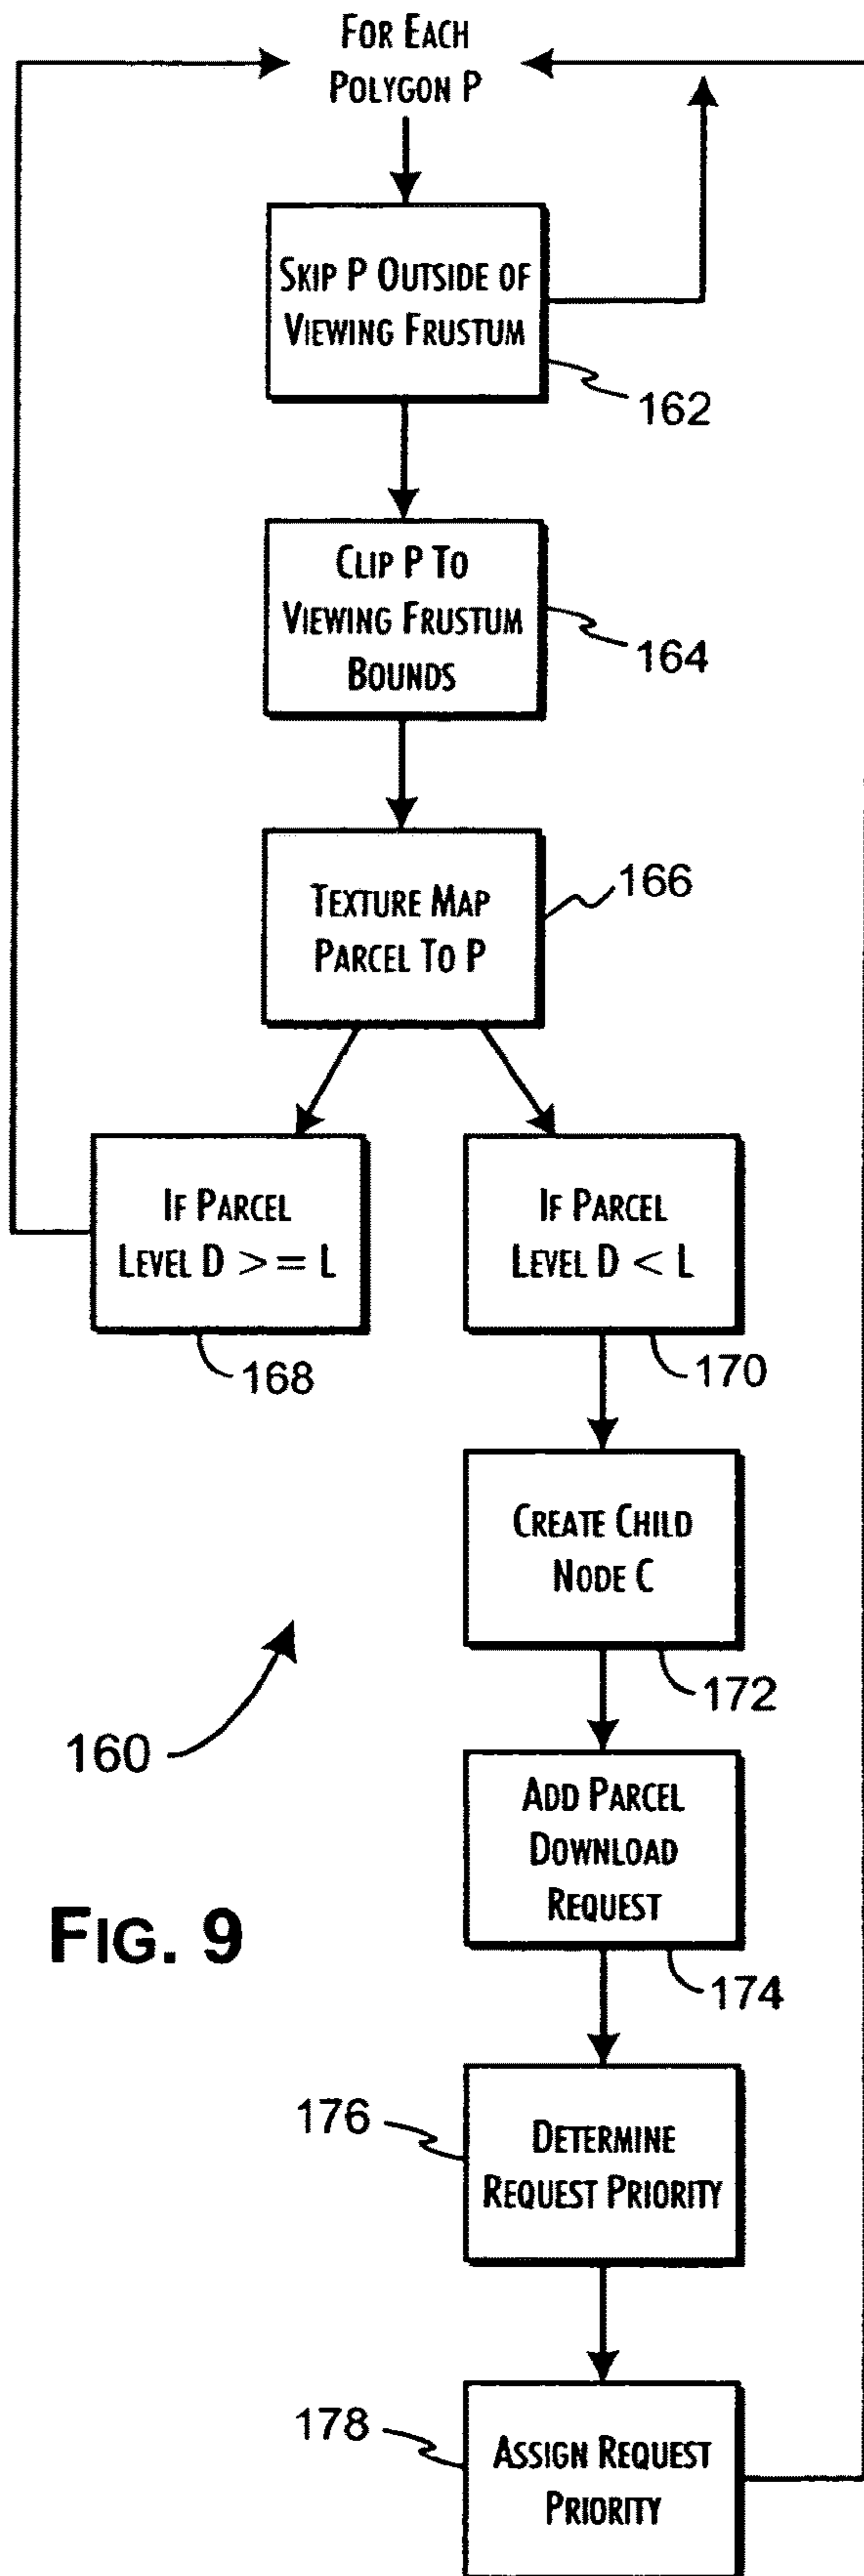 FOR EACH
POLYGON P
SKIP P OUTSIDE OF
VIEWING FRUSTUM
162
CLIP P TO
VIEWING FRUSTUM
BOUNDS
164
TEXTURE MAP
PARCEL TO P
166
IF PARCEL
LEVEL D > = L
168
IF PARCEL
LEVEL D < L
170
CREATE CHILD
NODE C
172
160
ADD PARCEL
DOWNLOAD
REQUEST
174
FIG. 9
176
DETERMINE
REQUEST PRIORITY
178
ASSIGN REQUEST
PRIORITY